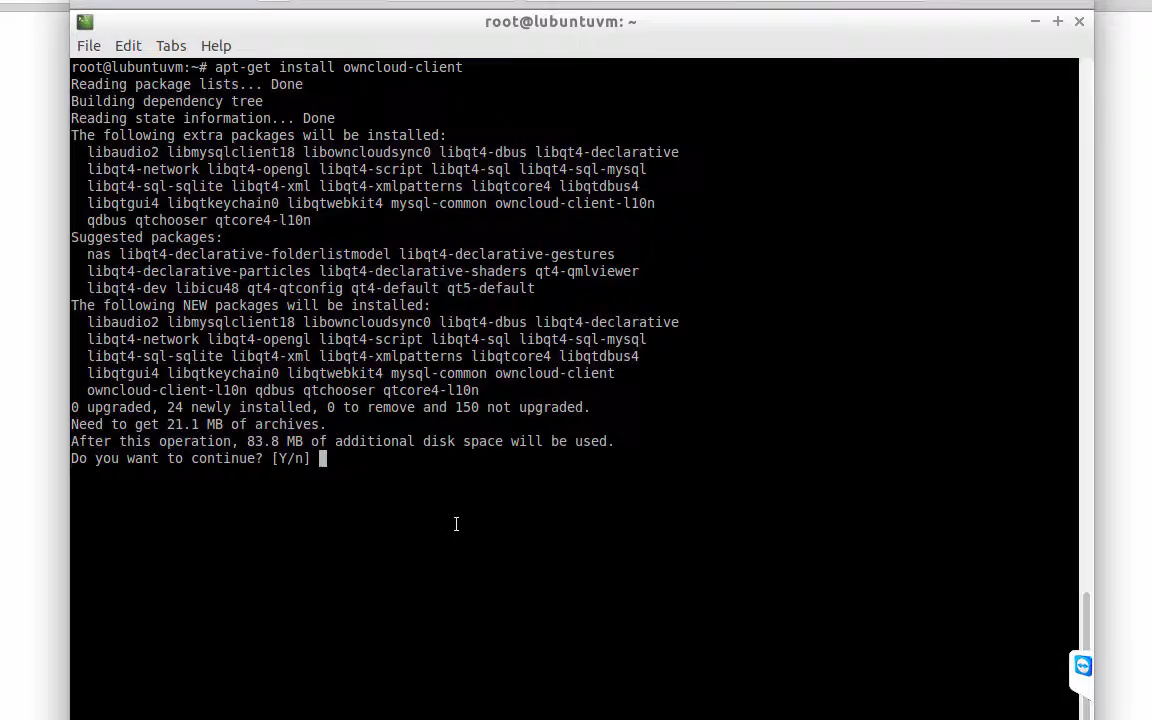 root@lubuntuvm: ~
File Edit Tabs Help
root@lubuntuvm:~# apt-get install owncloud-client
Reading package lists... Done
Building dependency tree
Reading state information... Done
The following extra packages will be installed:
  libaudio2 libmysqlclient18 libowncloudsync0 libqt4-dbus libqt4-declarative
  libqt4-network libqt4-opengl libqt4-script libqt4-sql libqt4-sql-mysql
  libqt4-sql-sqlite libqt4-xml libqt4-xmlpatterns libqtcore4 libqtdbus4
  libqtgui4 libqtkeychain0 libqtwebkit4 mysql-common owncloud-client-l10n
  qdbus qtchooser qtcore4-l10n
Suggested packages:
  nas libqt4-declarative-folderlistmodel libqt4-declarative-gestures
  libqt4-declarative-particles libqt4-declarative-shaders qt4-qmlviewer
  libqt4-dev libicu48 qt4-qtconfig qt4-default qt5-default
The following NEW packages will be installed:
  libaudio2 libmysqlclient18 libowncloudsync0 libqt4-dbus libqt4-declarative
  libqt4-network libqt4-opengl libqt4-script libqt4-sql libqt4-sql-mysql
  libqt4-sql-sqlite libqt4-xml libqt4-xmlpatterns libqtcore4 libqtdbus4
  libqtgui4 libqtkeychain0 libqtwebkit4 mysql-common owncloud-client
  owncloud-client-l10n qdbus qtchooser qtcore4-l10n
0 upgraded, 24 newly installed, 0 to remove and 150 not upgraded.
Need to get 21.1 MB of archives.
After this operation, 83.8 MB of additional disk space will be used.
Do you want to continue? [Y/n]